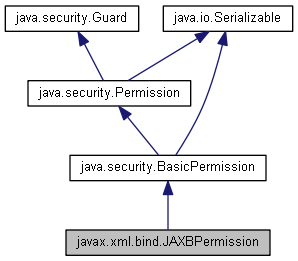 java.security.Guard
java.io.Serializable
java.security.Permission
java.security.BasicPermission
javax.xml.bind.JAXBPermission